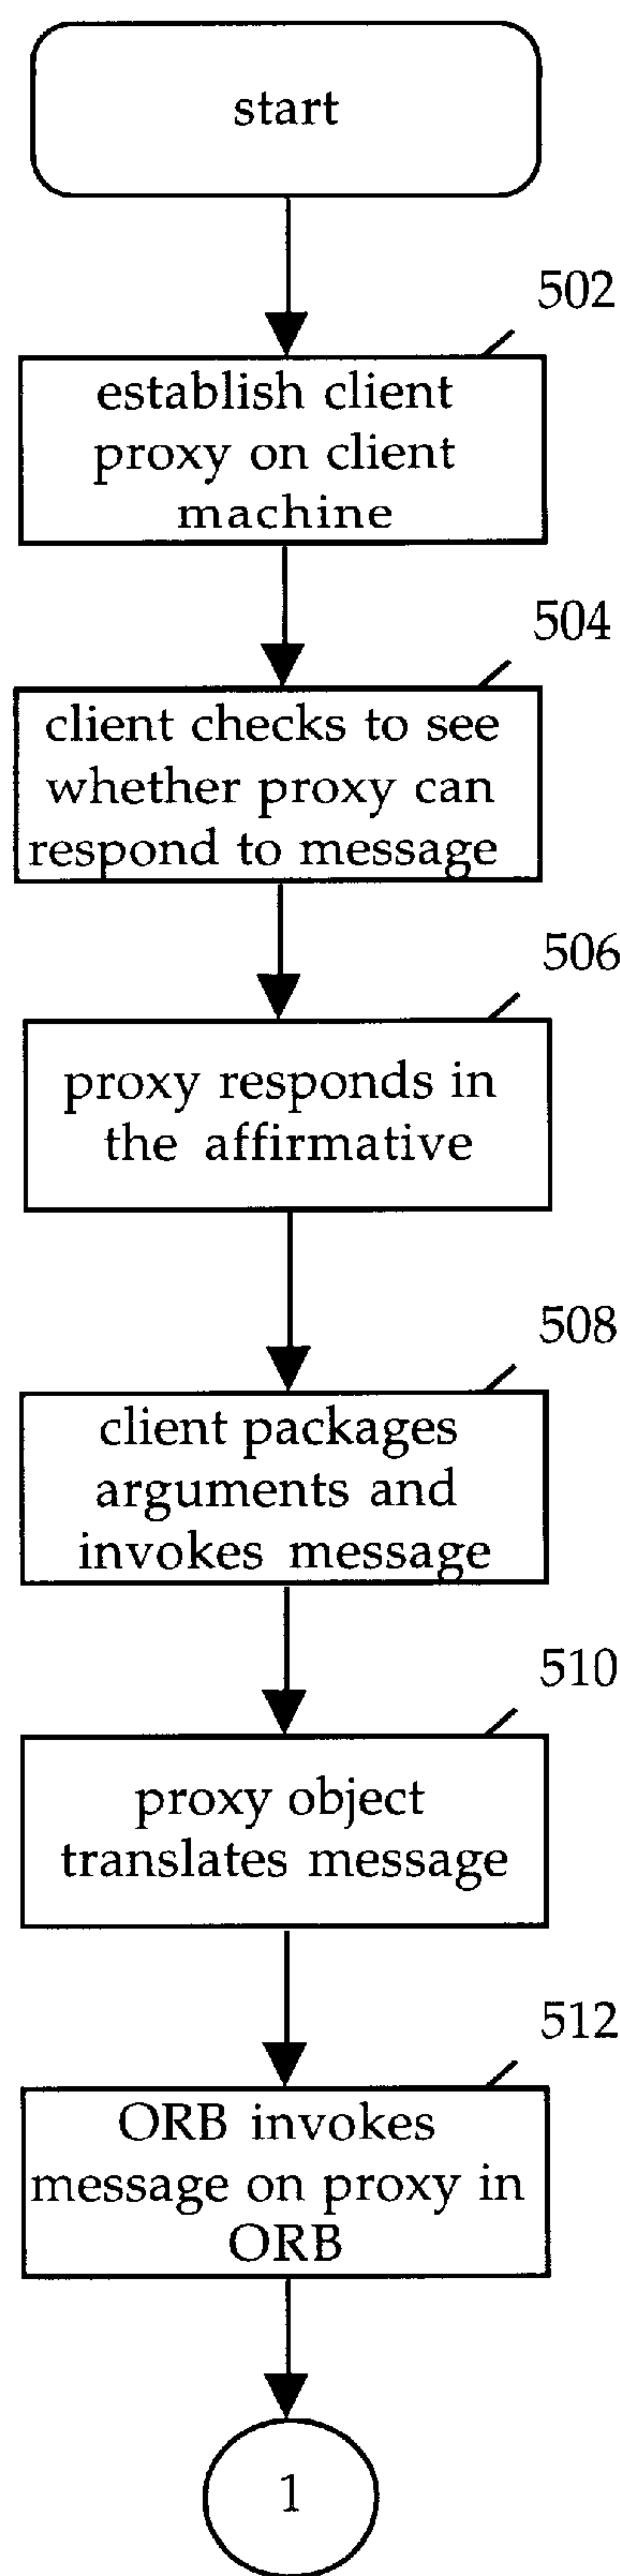 start
502
establish client
proxy on client
machine
504
client checks to see
whether proxy can
respond to message
506
proxy responds in
the affirmative
508
client packages
arguments and
invokes message
510
proxy object
translates message
512
ORB invokes
message on proxy in
ORB
1